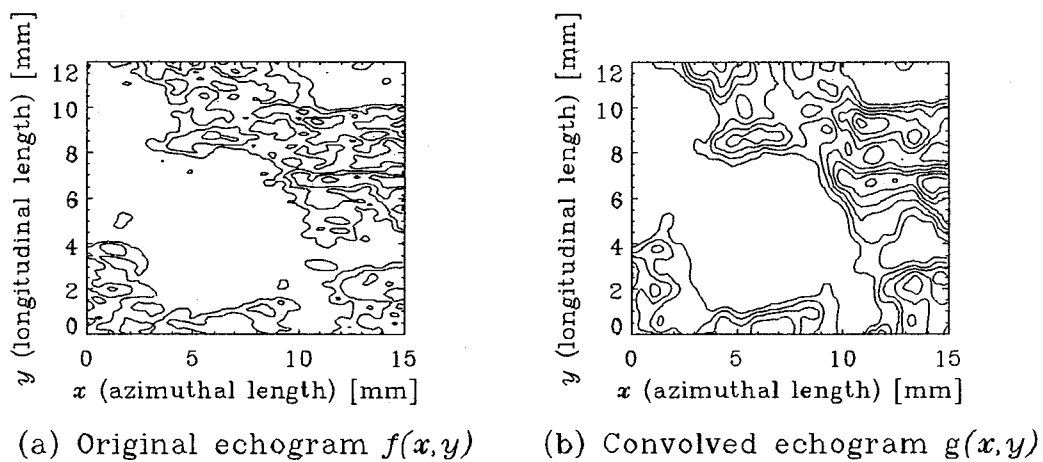 y (longitudinal length) [mm]
12
10
8
6
4
2
0
0 5 10 15
x (azimuthal length) [mm]
(a) Original echogram f(x,y)
y (longitudinal length) [mm]
12
10
8
6
4
2
0
0 5 10 15
x (azimuthal length) [mm]
(b) Convolved echogram g(x,y)